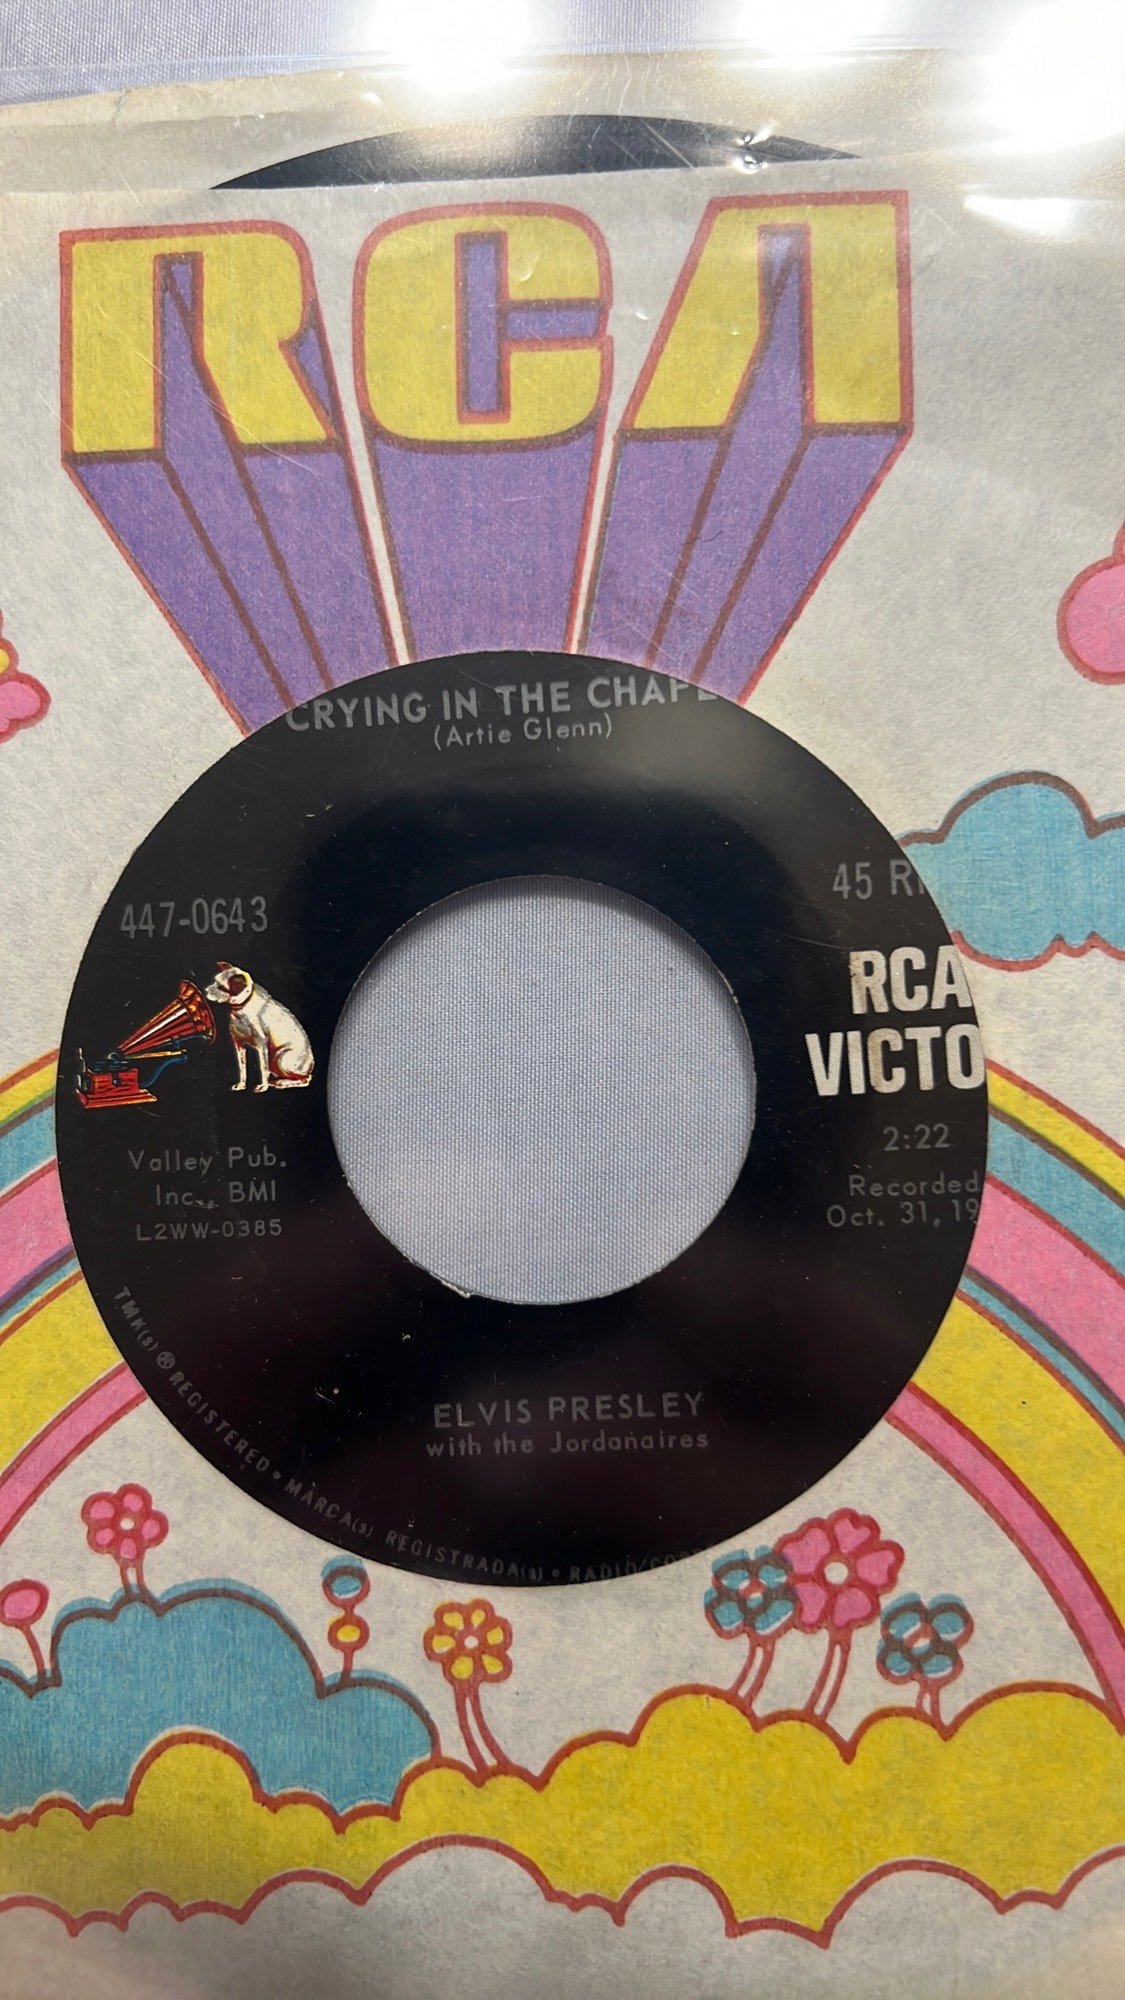 RCA
CRYING IN THE CHAPE
(Artie Glenn)
447-0643
45 R
RCA
VICTO
Valley Pub.
Inc., BMI
L2WW-0385
2:22
Recorded
Oct. 31, 19
ELVIS PRESLEY
with the Jordanaires
TMK(s) ® REGISTERED • MARCA(s) REGISTRADA(s) • RADIO CORP